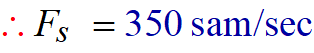 ∴ Fₛ = 350 sam/sec